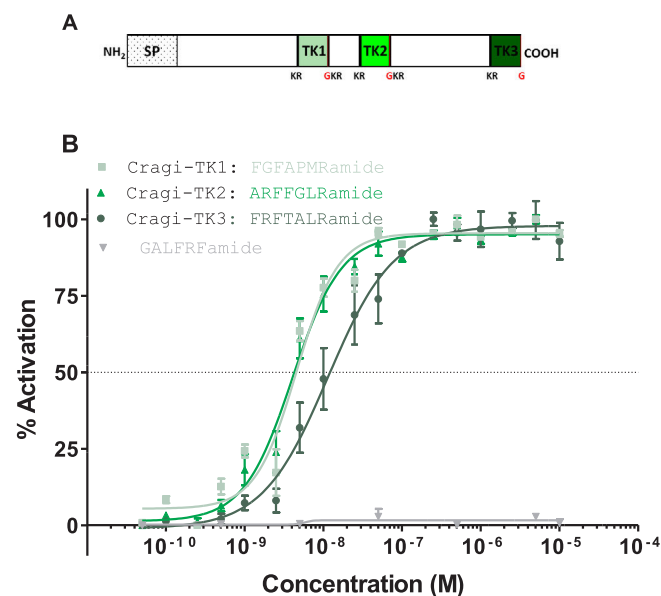 A
NH2 SP TK1 TK2 TK3 COOH
KR GKR KR GKR KR G
B
Cragi-TK1: FGFAPMRamide
Cragi-TK2: ARFFGLRamide
Cragi-TK3: FRFTALRamide
GALFRFamide
% Activation
100
75
50
25
0
10-10 10-9 10-8 10-7 10-6 10-5 10-4
Concentration (M)